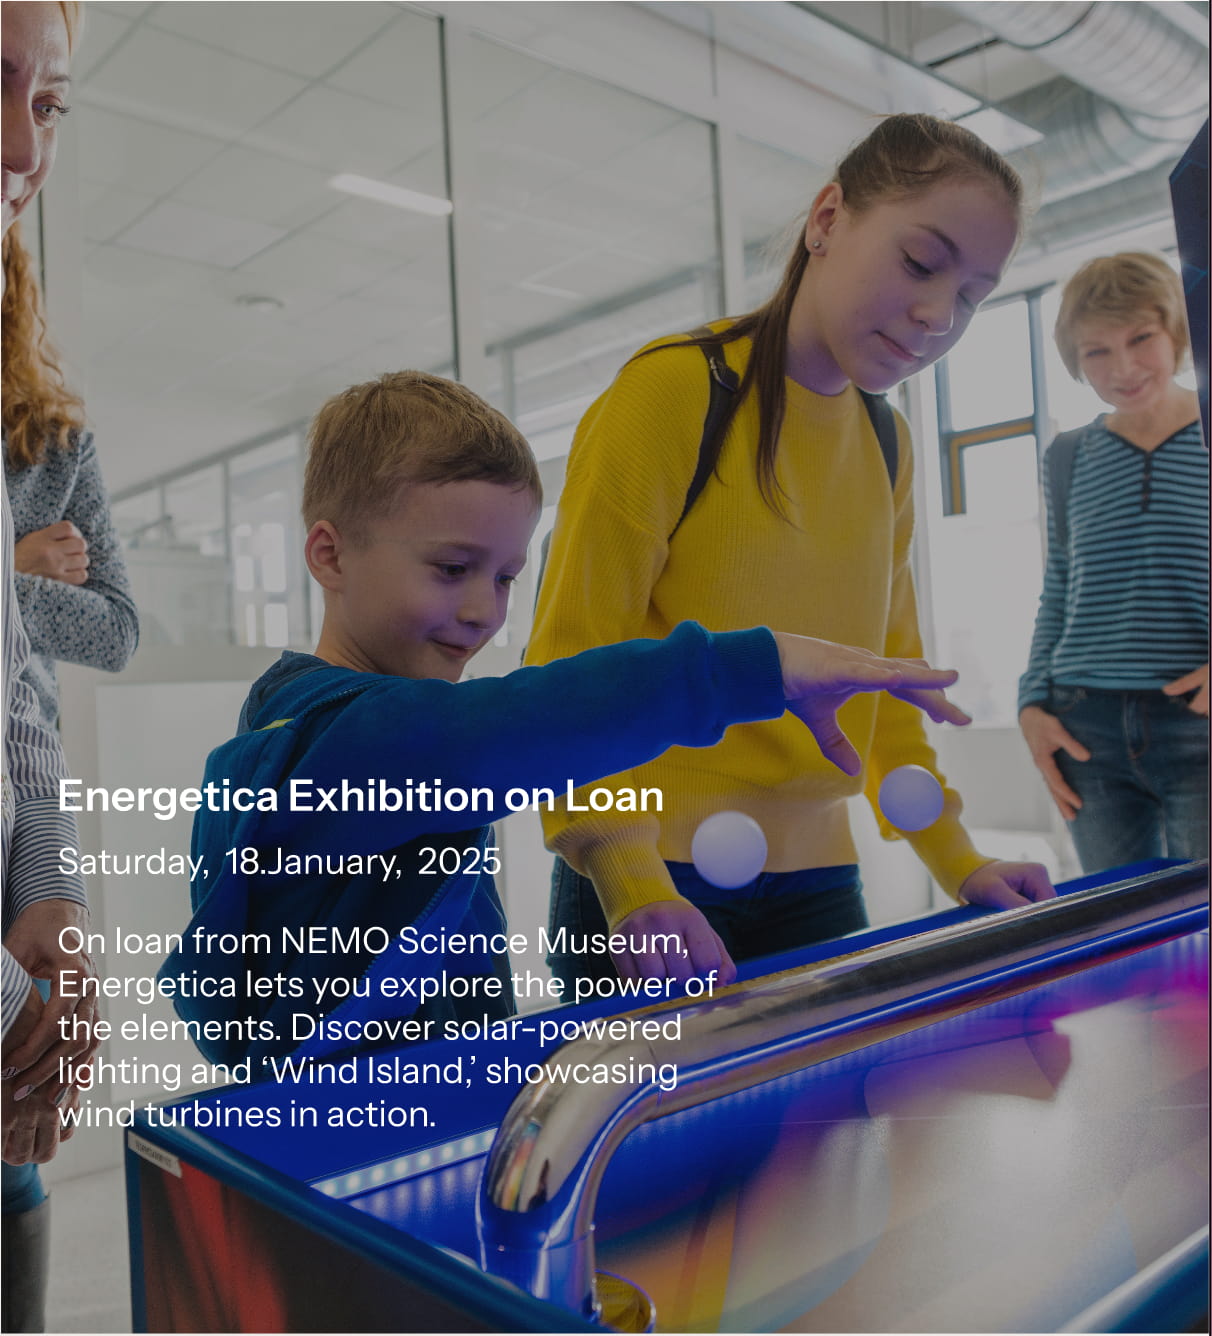 Energetica Exhibition on Loan
Saturday, 18.January, 2025
On loan from NEMO Science Museum,
Energetica lets you explore the power of
the elements. Discover solar-powered
lighting and ‘Wind Island,’ showcasing
wind turbines in action.